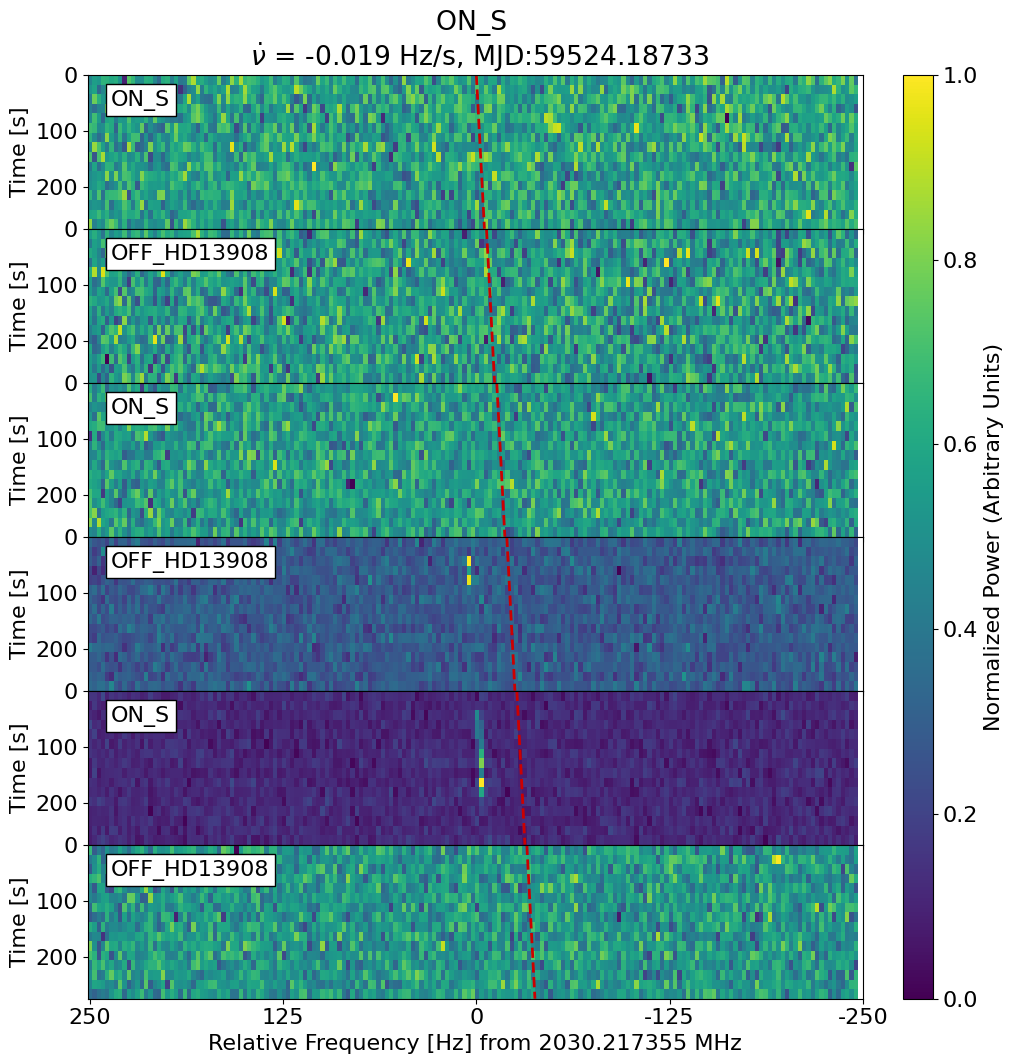 ON_S
ν̇ = -0.019 Hz/s, MJD:59524.18733
0
100
200
Time [s]
ON_S
0
100
200
Time [s]
OFF_HD13908
0
100
200
Time [s]
ON_S
0
100
200
Time [s]
OFF_HD13908
0
100
200
Time [s]
ON_S
0
100
200
Time [s]
OFF_HD13908
250 125 0 -125 -250
Relative Frequency [Hz] from 2030.217355 MHz
1.0
0.8
0.6
0.4
0.2
0.0
Normalized Power (Arbitrary Units)